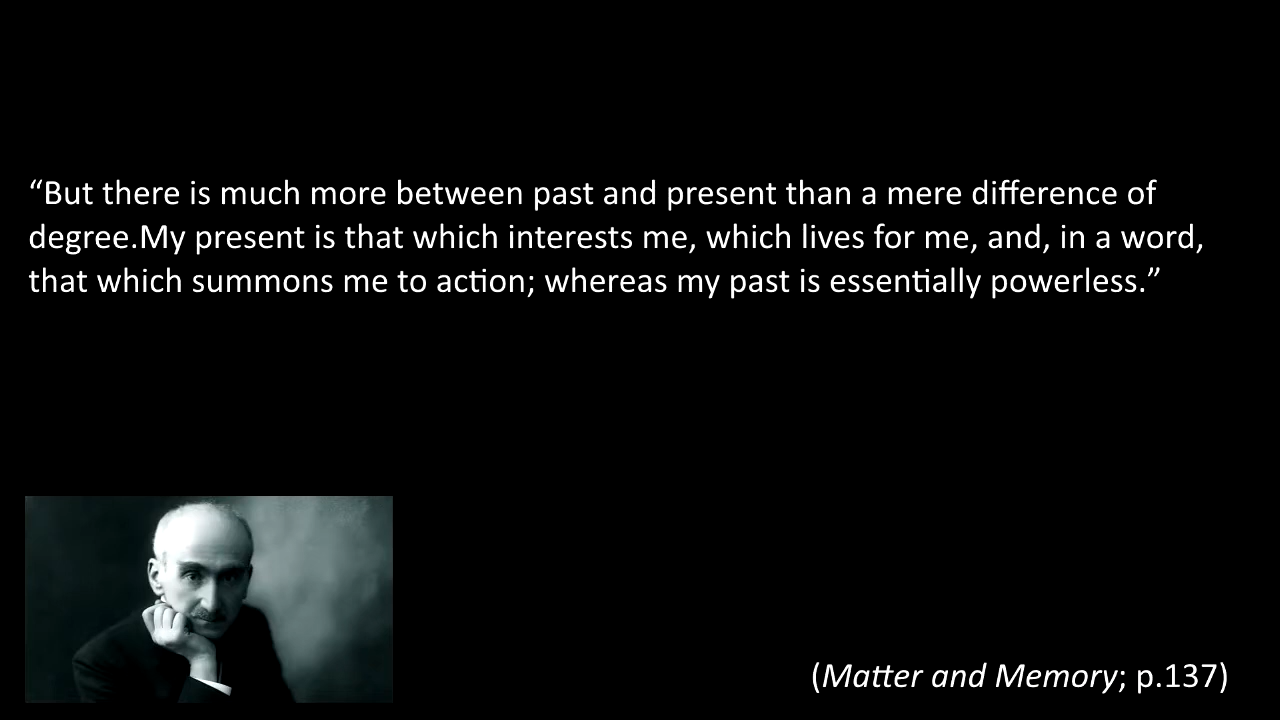 “But there is much more between past and present than a mere difference of
degree.My present is that which interests me, which lives for me, and, in a word,
that which summons me to action; whereas my past is essentially powerless.”
(Matter and Memory; p.137)